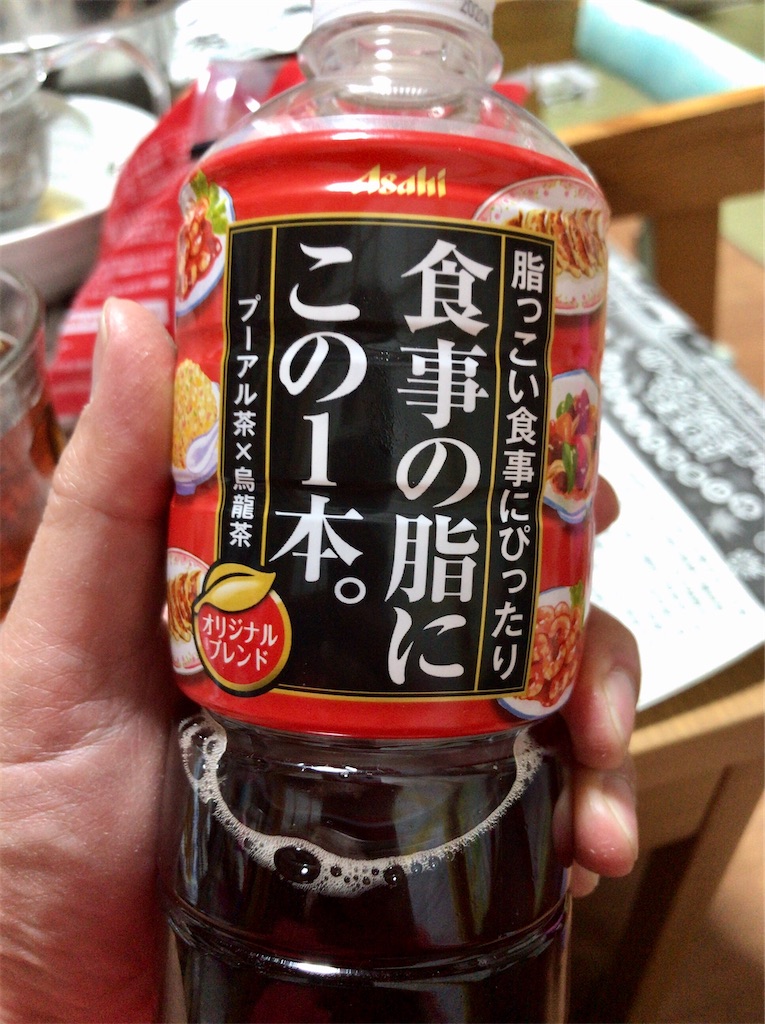 Asahi
脂っこい食事にぴったり
食事の脂に
この1本。
プーアル茶×烏龍茶
オリジナル
ブレンド